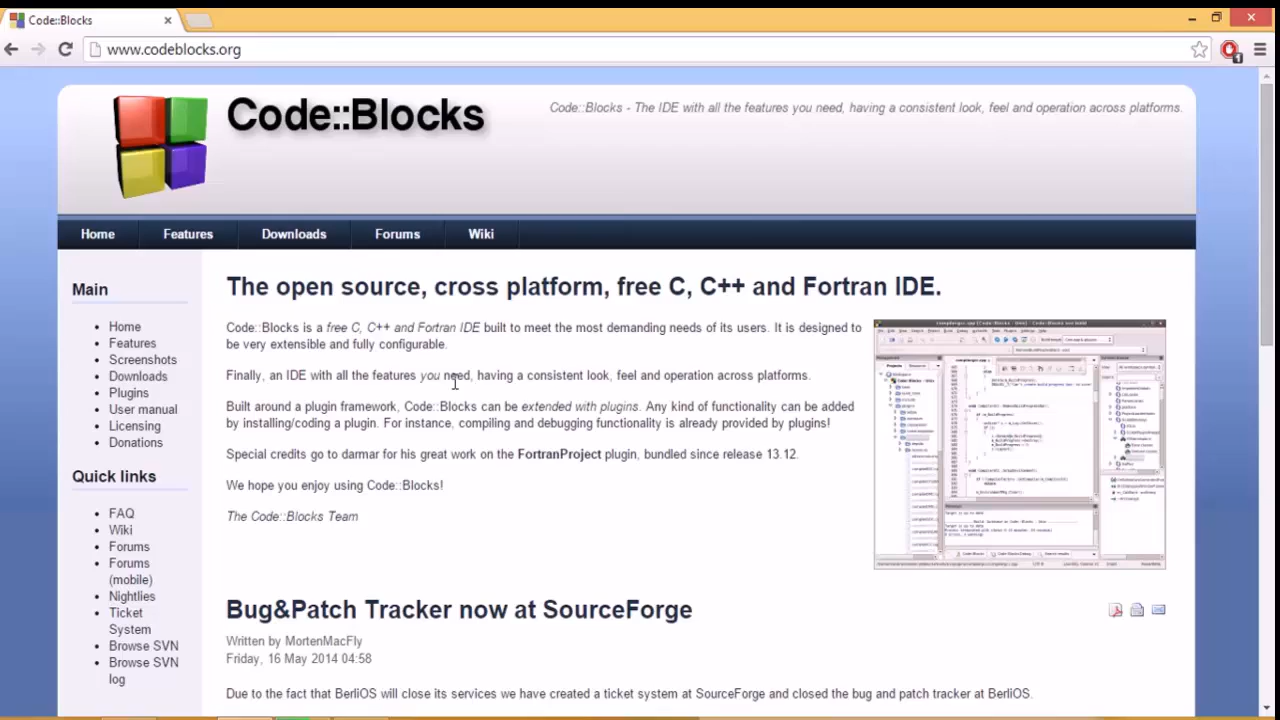 Code::Blocks
www.codeblocks.org
1
Code::Blocks
Code::Blocks - The IDE with all the features you need, having a consistent look, feel and operation across platforms.
Home Features Downloads Forums Wiki
Main
Home
Features
Screenshots
Downloads
Plugins
User manual
Licensing
Donations
Quick links
FAQ
Wiki
Forums
Forums
(mobile)
Nightlies
Ticket
System
Browse SVN
Browse SVN
log
The open source, cross platform, free C, C++ and Fortran IDE.
Code::Blocks is a free C, C++ and Fortran IDE built to meet the most demanding needs of its users. It is designed to
be very extensible and fully configurable.
Finally, an IDE with all the features you need, having a consistent look, feel and operation across platforms.
Built around a plugin framework, Code::Blocks can be extended with plugins. Any kind of functionality can be added
by installing/coding a plugin. For instance, compiling and debugging functionality is already provided by plugins!
Special credits go to darmar for his great work on the FortranProject plugin, bundled since release 13.12.
We hope you enjoy using Code::Blocks!
The Code::Blocks Team
Bug&Patch Tracker now at SourceForge
Written by MortenMacFly
Friday, 16 May 2014 04:58
Due to the fact that BerliOS will close its services we have created a ticket system at SourceForge and closed the bug and patch tracker at BerliOS.